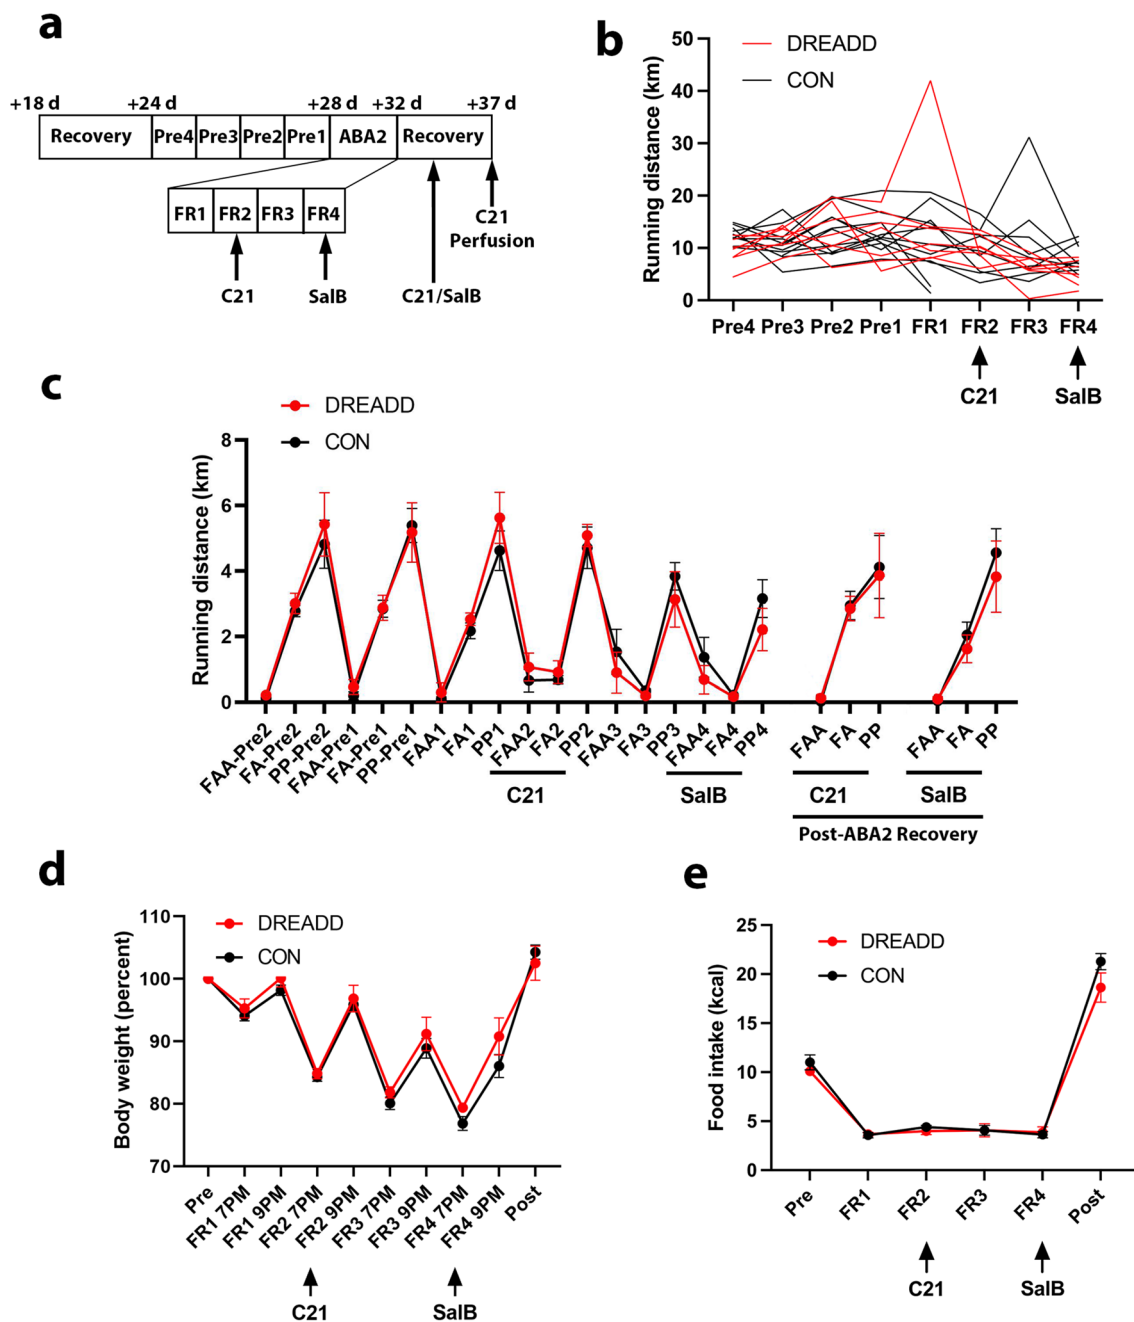 a
+18 d +24 d +28 d +32 d +37 d
Recovery Pre4 Pre3 Pre2 Pre1 ABA2 Recovery
FR1 FR2 FR3 FR4
C21 SalB C21/SalB
C21
Perfusion
b
DREADD
CON
Running distance (km)
50
40
30
20
10
0
Pre4 Pre3 Pre2 Pre1 FR1 FR2 FR3 FR4
C21 SalB
c
DREADD
CON
Running distance (km)
8
6
4
2
0
FAA-Pre2 FA-Pre2 PP-Pre2 FAA-Pre1 FA-Pre1 PP-Pre1 FAA1 FA1 PP1 FAA2 FA2 PP2 FAA3 FA3 PP3 FAA4 FA4 PP4 FAA FA PP FAA FA PP
C21 SalB C21 SalB
Post-ABA2 Recovery
d
DREADD
CON
Body weight (percent)
110
100
90
80
70
Pre FR1 7PM FR1 9PM FR2 7PM FR2 9PM FR3 7PM FR3 9PM FR4 7PM FR4 9PM Post
C21 SalB
e
DREADD
CON
Food intake (kcal)
25
20
15
10
5
0
Pre FR1 FR2 FR3 FR4 Post
C21 SalB